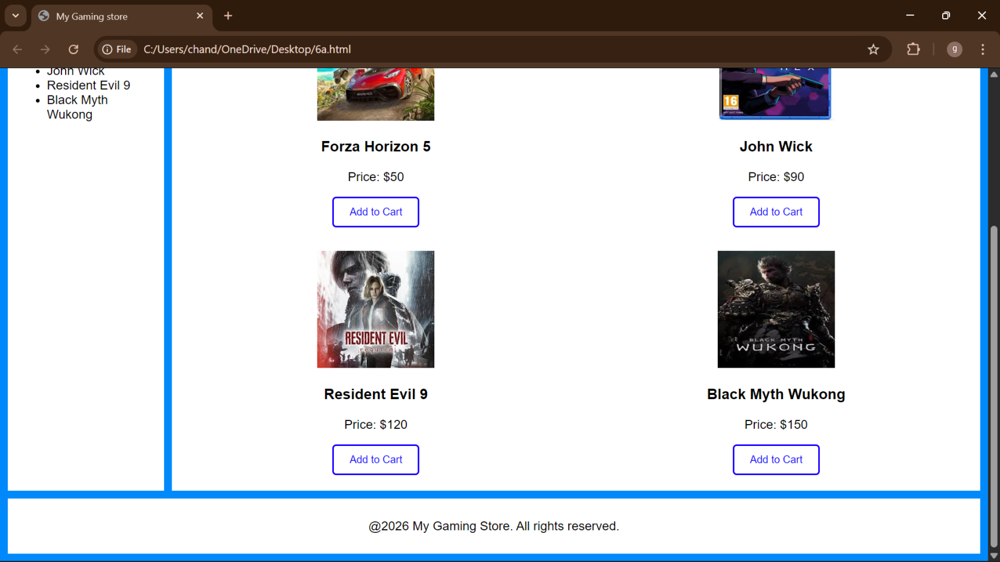 My Gaming store
File C:/Users/chand/OneDrive/Desktop/6a.html
g
John Wick
Resident Evil 9
Black Myth
Wukong
16
Forza Horizon 5
Price: $50
Add to Cart
John Wick
Price: $90
Add to Cart
RESIDENT EVIL
requiem
Resident Evil 9
Price: $120
Add to Cart
BLACK MYTH
WUKONG
Black Myth Wukong
Price: $150
Add to Cart
@2026 My Gaming Store. All rights reserved.